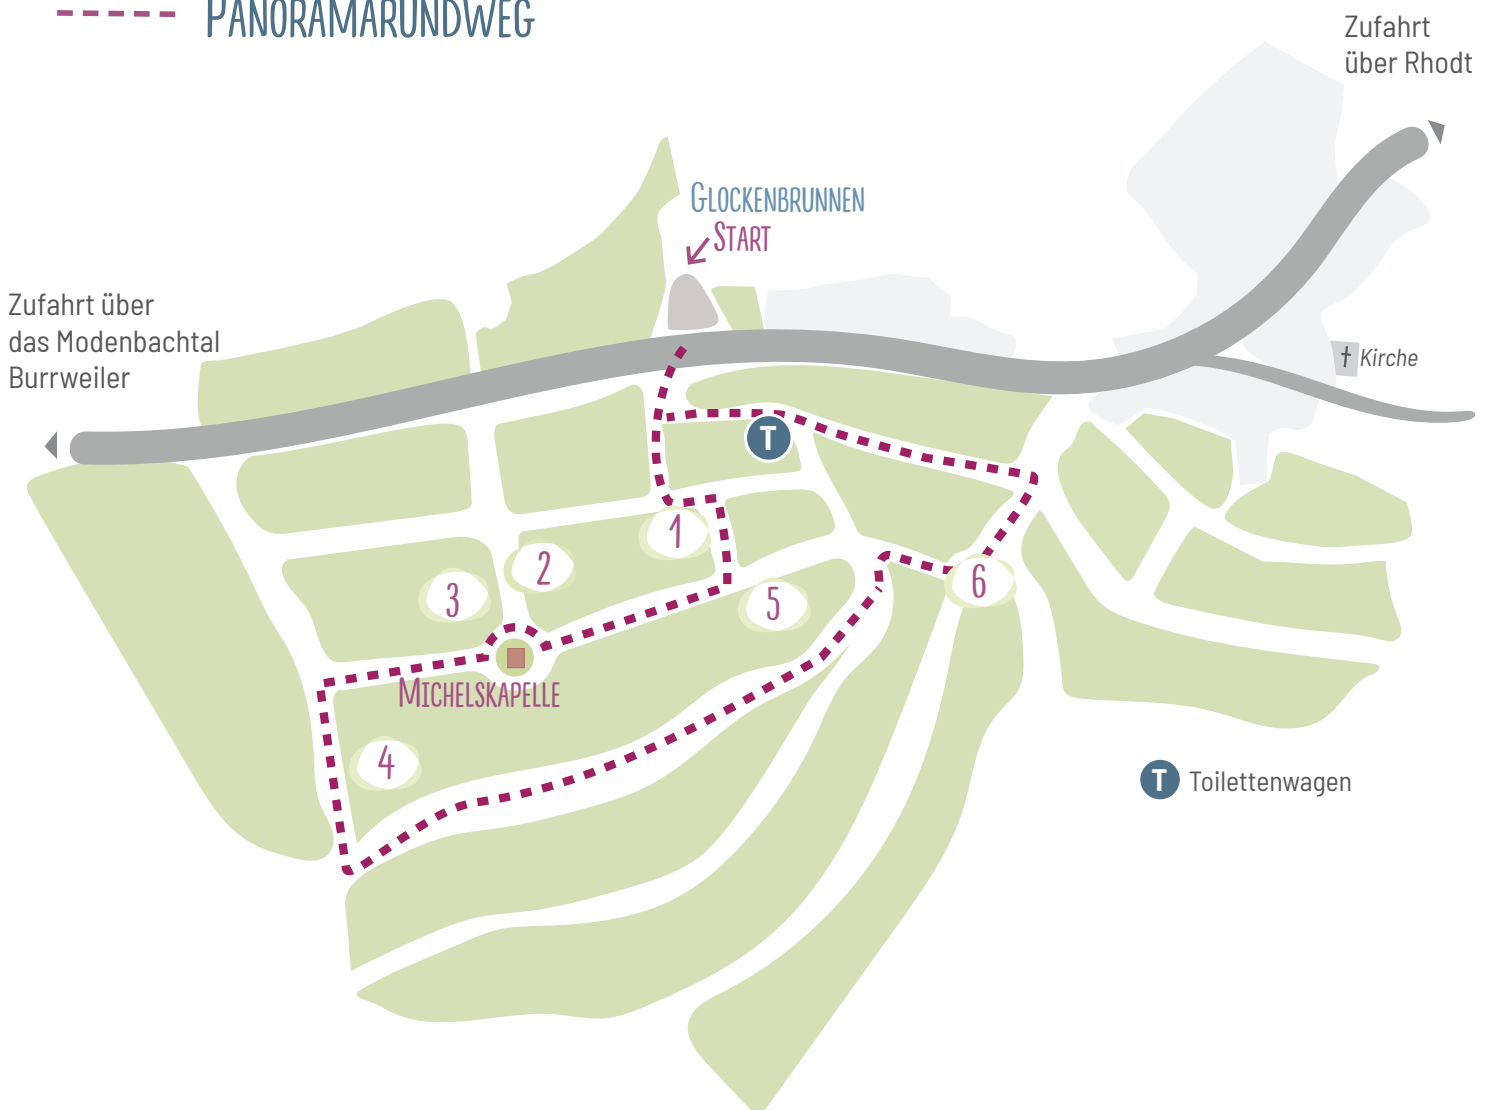 PANORAMARUNDWEG
Zufahrt
über Rhodt
GLOCKENBRUNNEN
START
Zufahrt über
das Modenbachtal
Burrweiler
Kirche
T
1
2
3
5
6
MICHELSKAPELLE
4
T Toilettenwagen